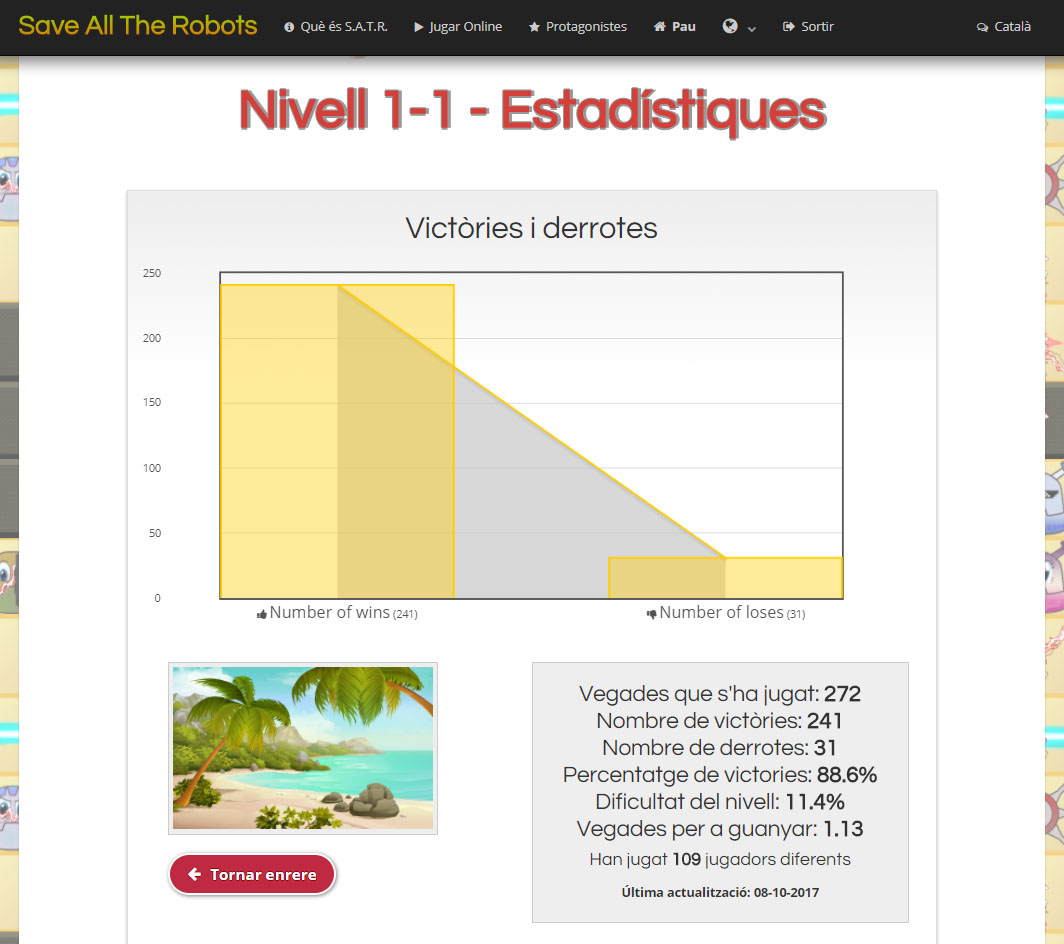 Save All The Robots
Què és S.A.T.R.
Jugar Online
Protagonistes
Pau
Sortir
Català
Nivell 1-1 - Estadístiques
Victòries i derrotes
250
200
150
100
50
0
Number of wins (241)
Number of loses (31)
Vegades que s'ha jugat: 272
Nombre de victòries: 241
Nombre de derrotes: 31
Percentatge de victories: 88.6%
Dificultat del nivell: 11.4%
Vegades per a guanyar: 1.13
Han jugat 109 jugadors diferents
Última actualització: 08-10-2017
Tornar enrere